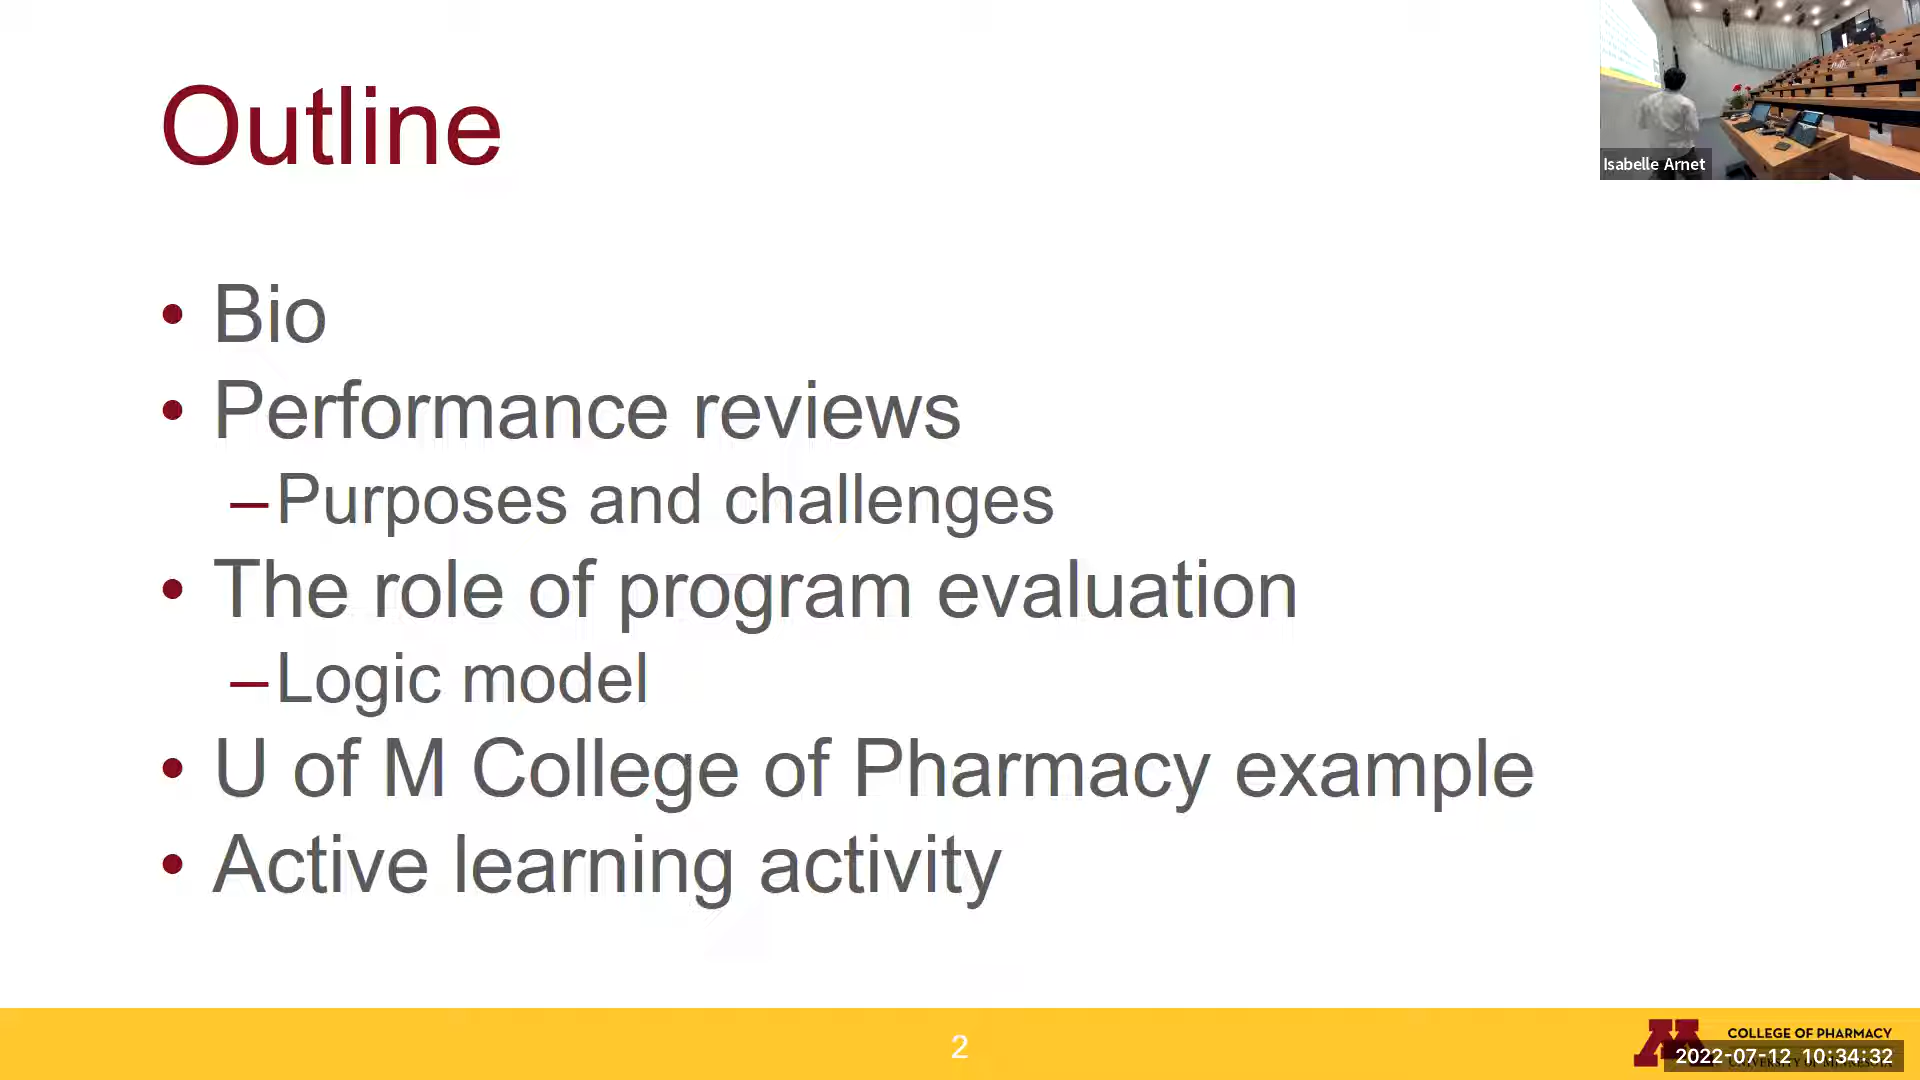 Outline
Isabelle Arnet
• Bio
• Performance reviews
–Purposes and challenges
• The role of program evaluation
–Logic model
• U of M College of Pharmacy example
• Active learning activity
2
COLLEGE OF PHARMACY
2022-07-12 10:34:32